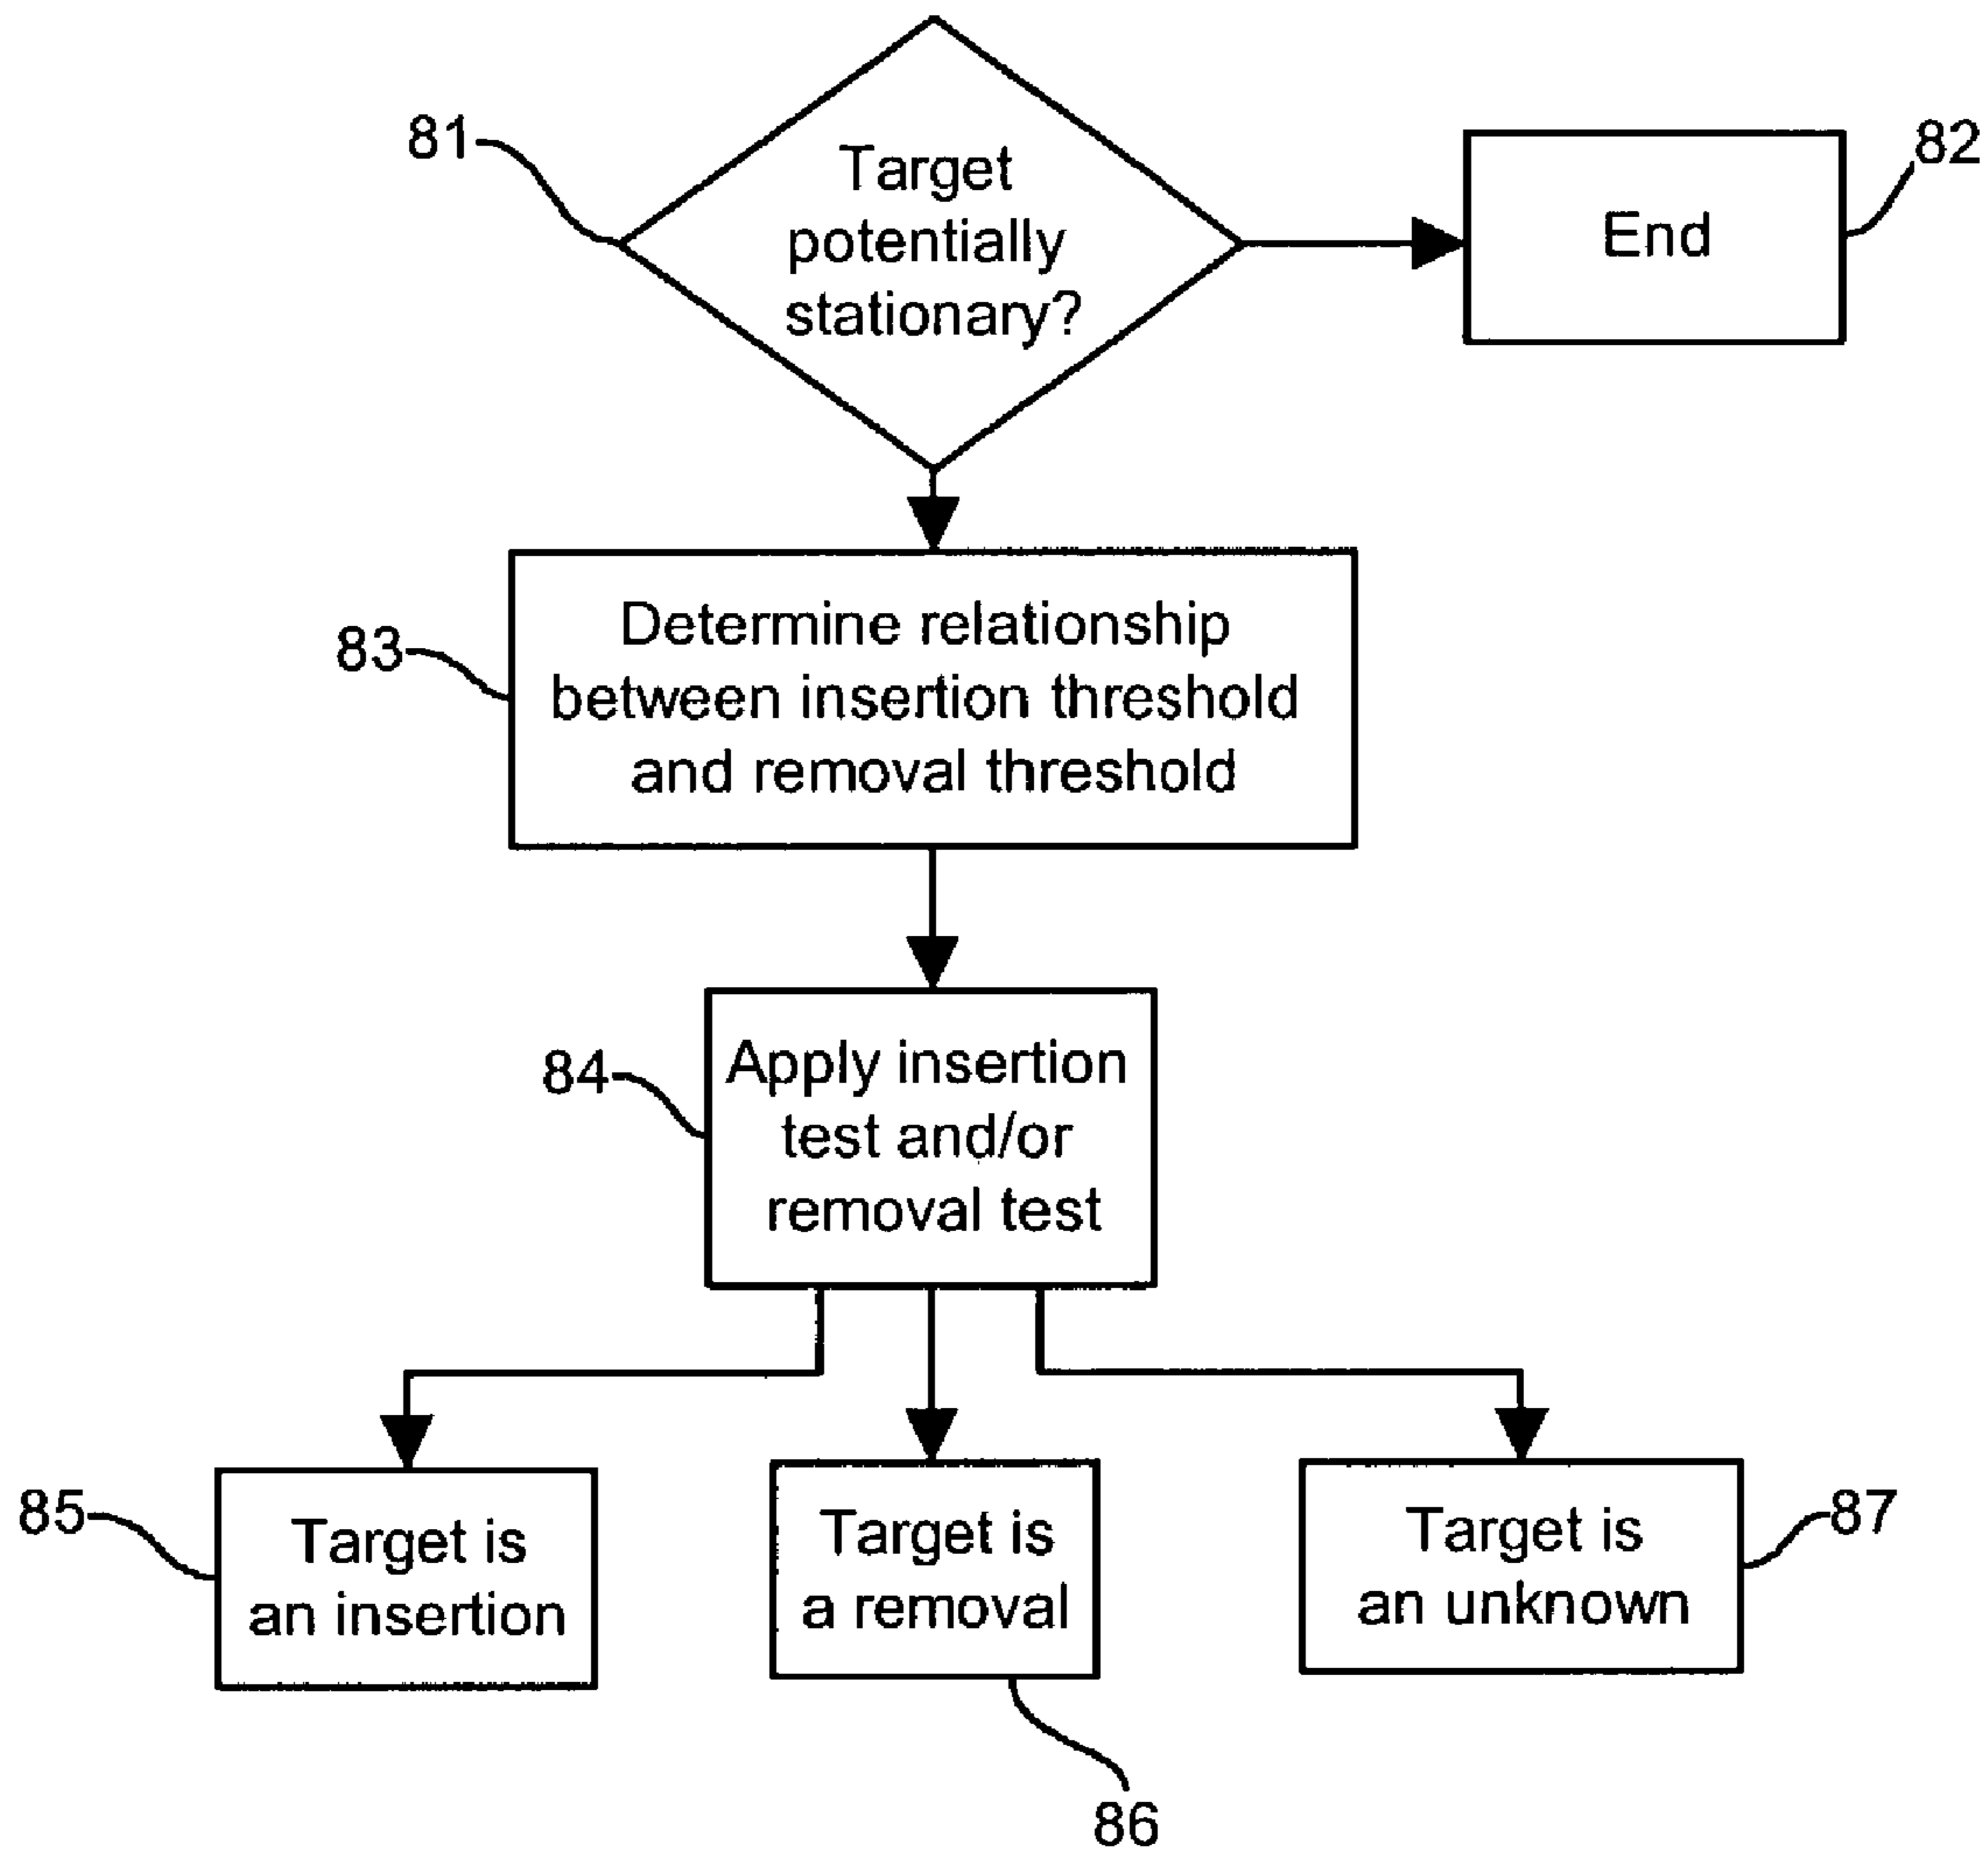 81
Target
potentially
stationary?
End
82
83
Determine relationship
between insertion threshold
and removal threshold
84
Apply insertion
test and/or
removal test
85
Target is
an insertion
Target is
a removal
86
Target is
an unknown
87